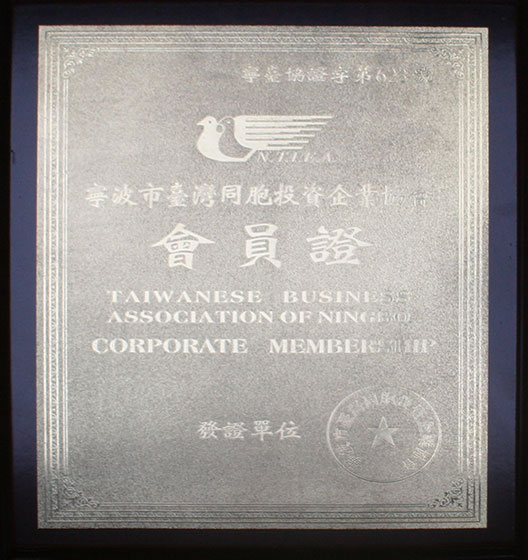 寧臺協證字第
N.T.I.E.A.
寧波市臺灣同胞投資企業協會
會員證
TAIWANESE BUSINESS
ASSOCIATION OF NINGBO
CORPORATE MEMBERSHIP
發證單位